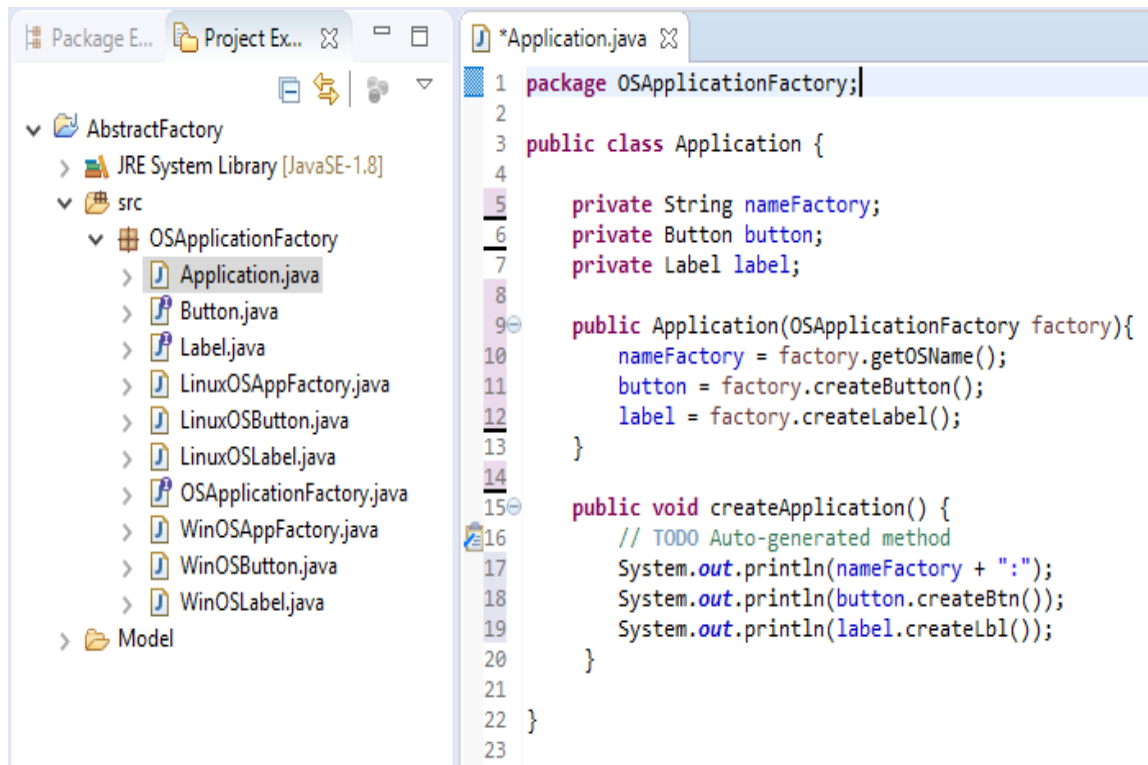 Package E...
Project Ex...
AbstractFactory
JRE System Library [JavaSE-1.8]
src
OSApplicationFactory
Application.java
Button.java
Label.java
LinuxOSAppFactory.java
LinuxOSButton.java
LinuxOSLabel.java
OSApplicationFactory.java
WinOSAppFactory.java
WinOSButton.java
WinOSLabel.java
Model
*Application.java
1 package OSApplicationFactory;
2
3 public class Application {
4
5 private String nameFactory;
6 private Button button;
7 private Label label;
8
9 public Application(OSApplicationFactory factory){
10 nameFactory = factory.getOSName();
11 button = factory.createButton();
12 label = factory.createLabel();
13 }
14
15 public void createApplication() {
16 // TODO Auto-generated method
17 System.out.println(nameFactory + ":");
18 System.out.println(button.createBtn());
19 System.out.println(label.createLbl());
20 }
21
22 }
23